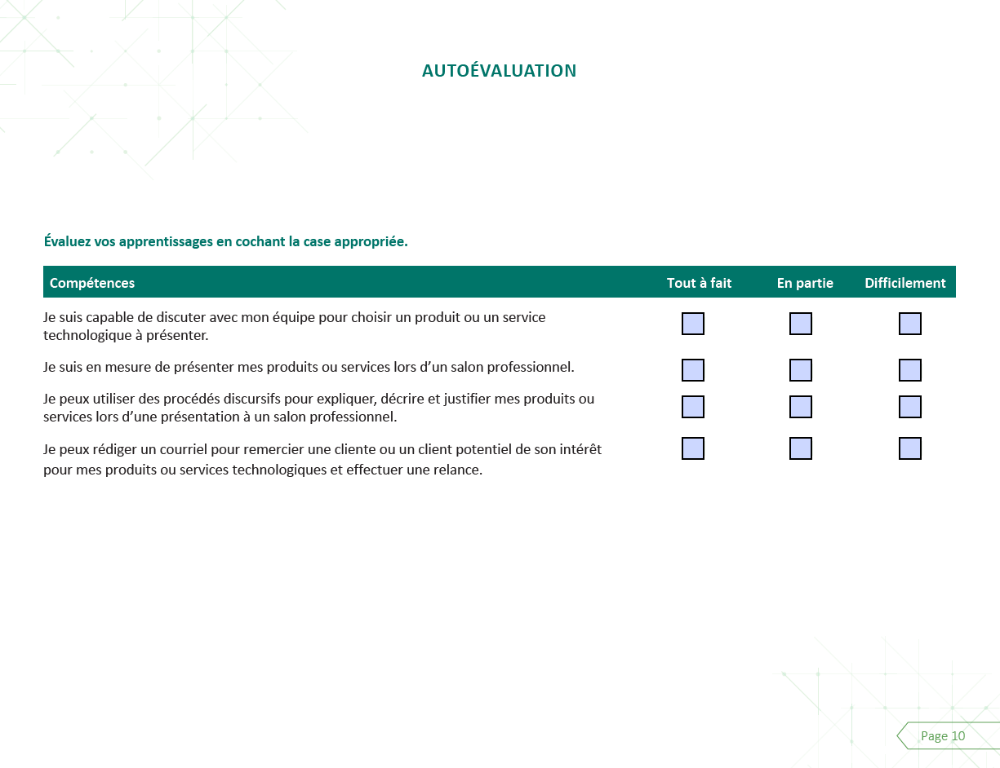 AUTOÉVALUATION
Évaluez vos apprentissages en cochant la case appropriée.
Compétences Tout à fait En partie Difficilement
Je suis capable de discuter avec mon équipe pour choisir un produit ou un service
technologique à présenter.
Je suis en mesure de présenter mes produits ou services lors d’un salon professionnel.
Je peux utiliser des procédés discursifs pour expliquer, décrire et justifier mes produits ou
services lors d’une présentation à un salon professionnel.
Je peux rédiger un courriel pour remercier une cliente ou un client potentiel de son intérêt
pour mes produits ou services technologiques et effectuer une relance.
Page 10